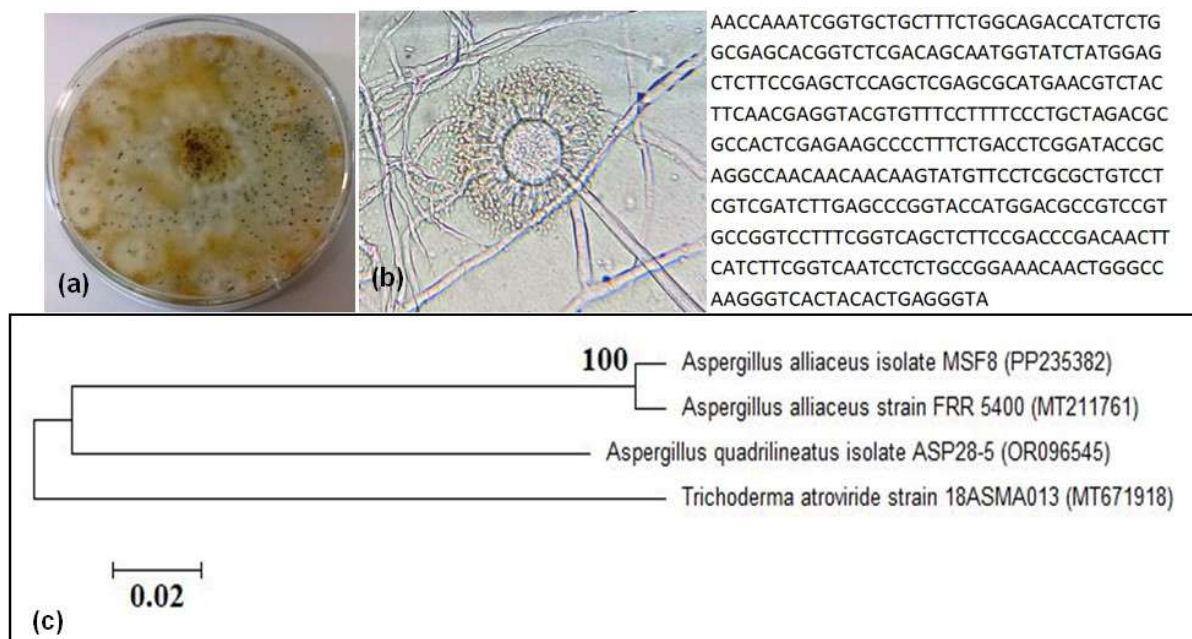 (a)
(b)
AACCAAATCGGTGCTGCTTTCTGGCAGACCATCTCTG
GCGAGCACGGTCTCGACAGCAATGGTATCTATGGAG
CTCTTCCGAGCTCCAGCTCGAGCGCATGAACGTCTAC
TTCAACGAGGTACGTGTTTCCTTTTCCCTGCTAGACGC
GCCACTCGAGAAGCCCCTTTCTGACCTCGGATACCGC
AGGCCAACAACAACAAGTATGTTCCTCGCGCTGTCCT
CGTCGATCTTGAGCCCGGTACCATGGACGCCGTCCGT
GCCGGTCCTTTCGGTCAGCTCTTCCGACCCGACAACTT
CATCTTCGGTCAATCCTCTGCCGGAAACAACTGGGCC
AAGGGTCACTACACTGAGGGTA
100
Aspergillus alliaceus isolate MSF8 (PP235382)
Aspergillus alliaceus strain FRR 5400 (MT211761)
Aspergillus quadrilineatus isolate ASP28-5 (OR096545)
Trichoderma atroviride strain 18ASMA013 (MT671918)
0.02
(c)